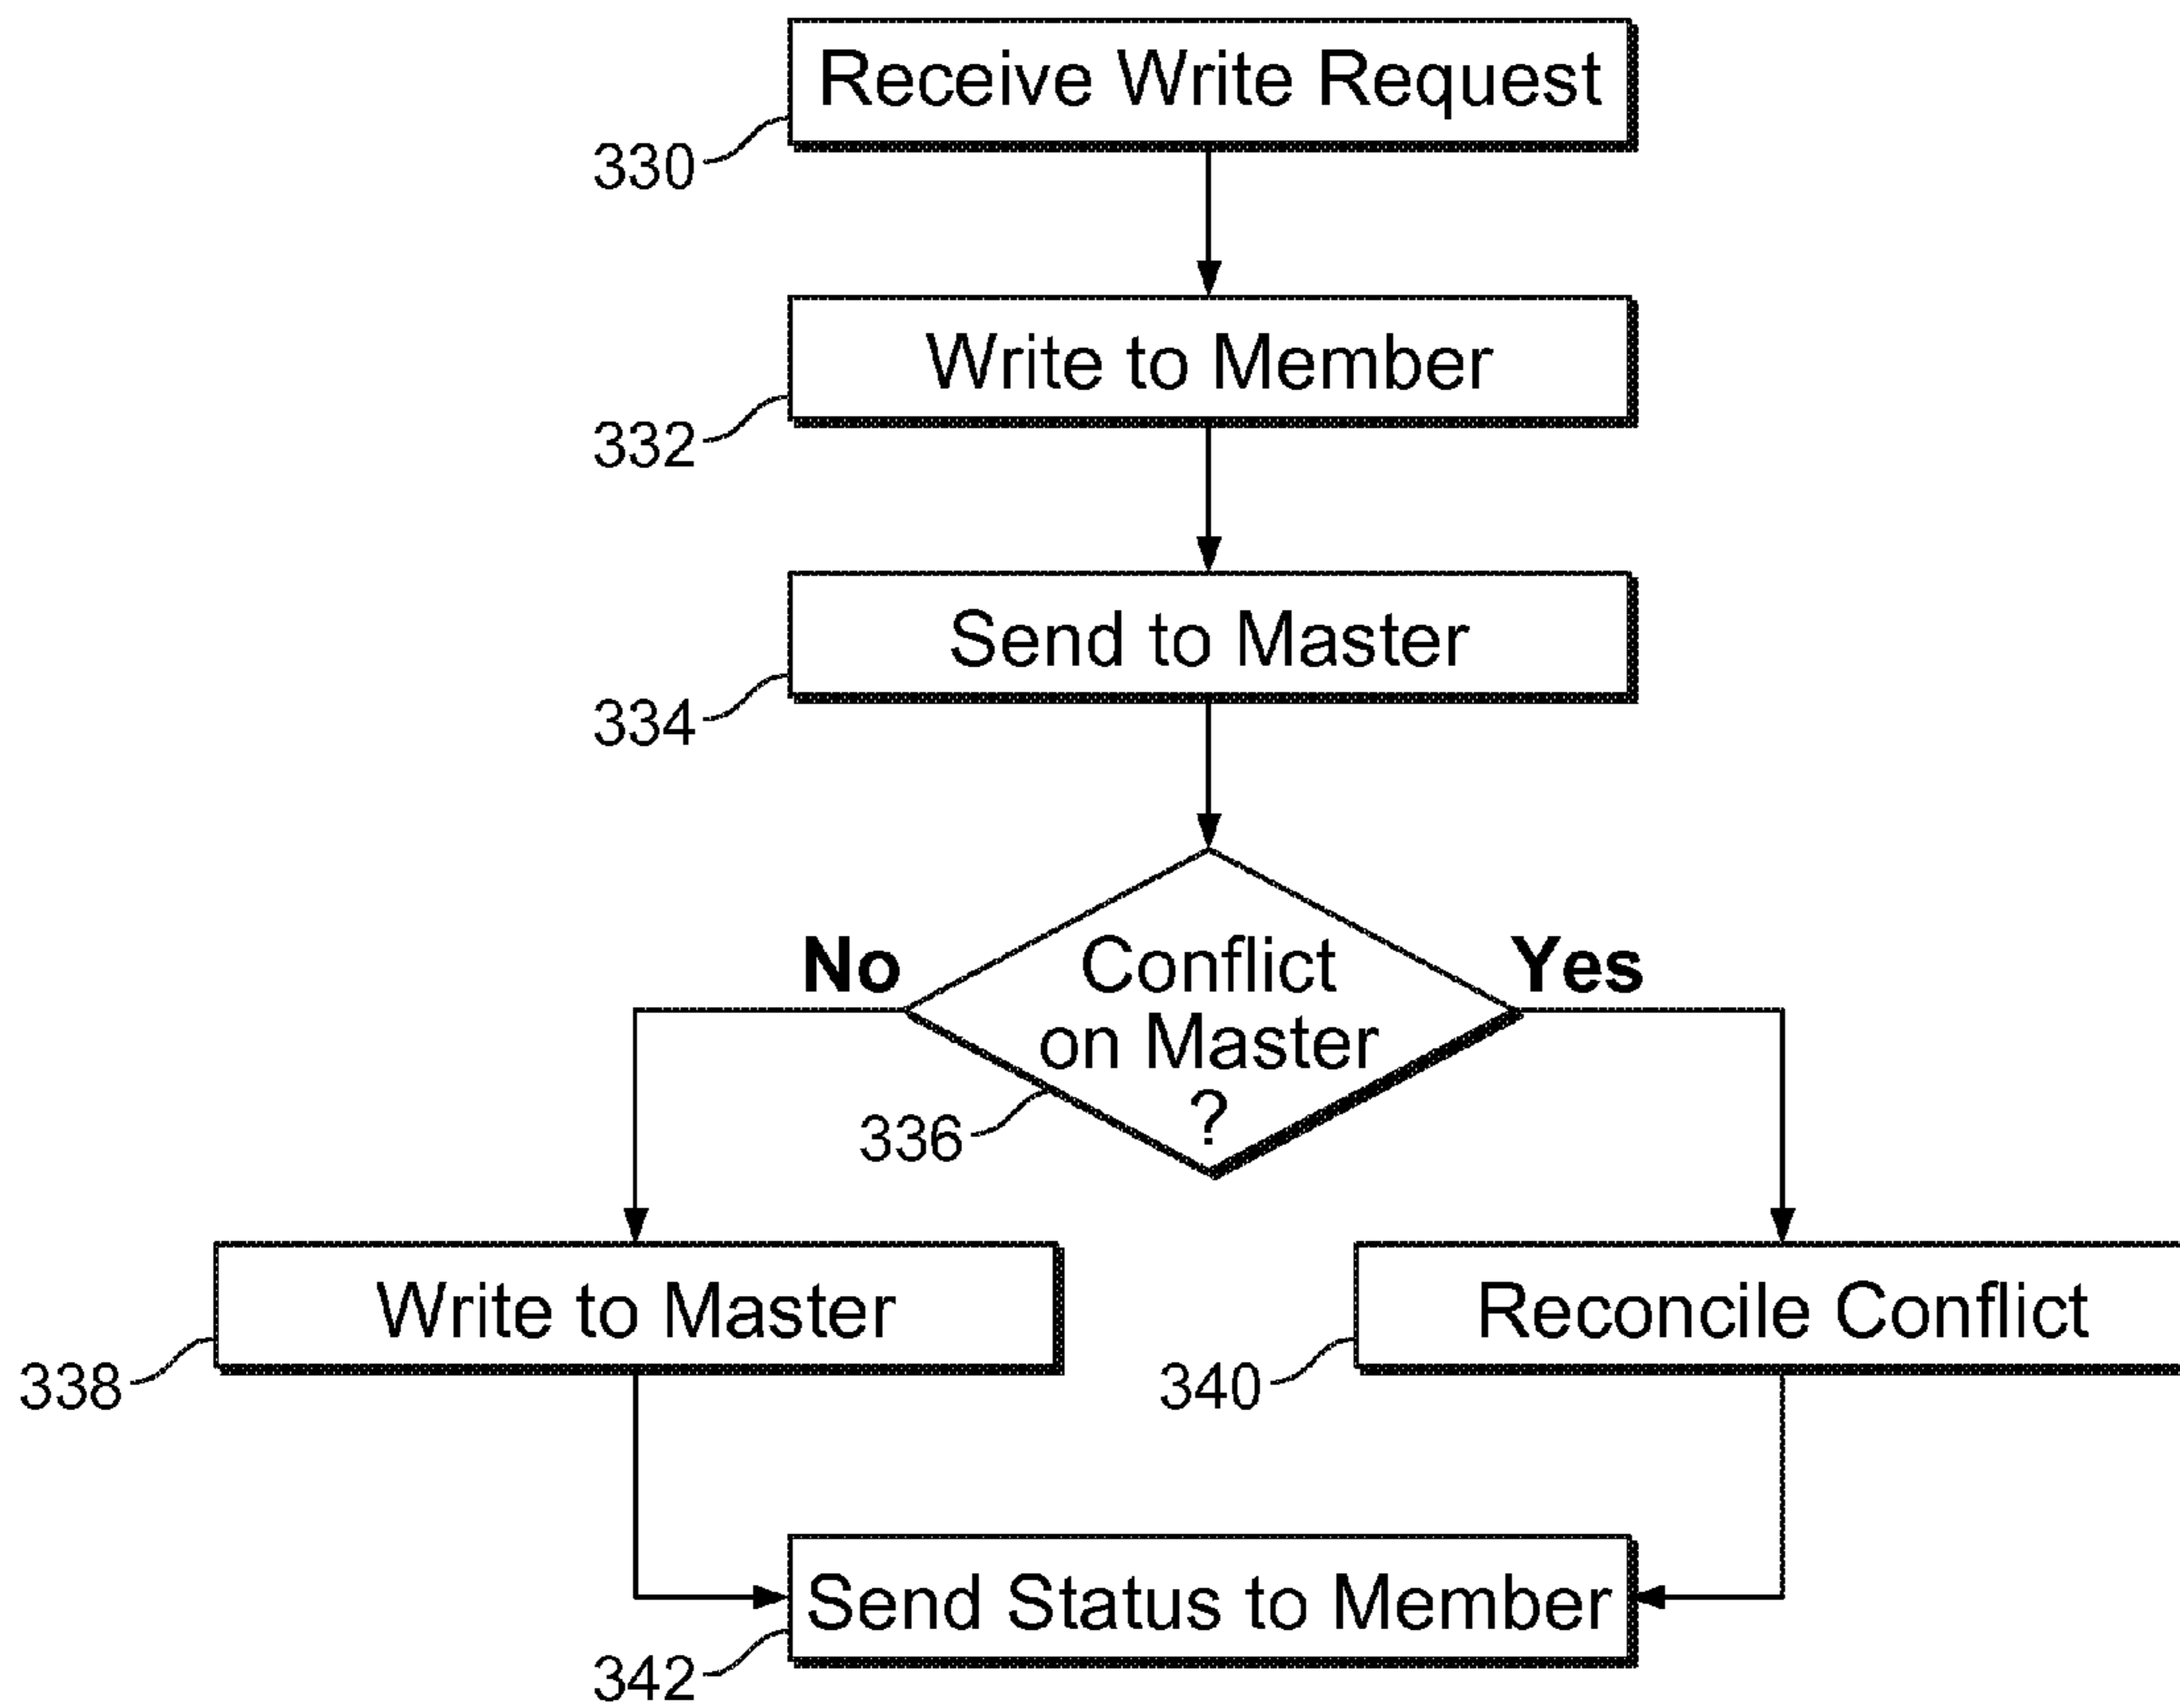 Receive Write Request
330
Write to Member
332
Send to Master
334
No
Conflict
on Master
?
Yes
336
Write to Master
338
Reconcile Conflict
340
Send Status to Member
342